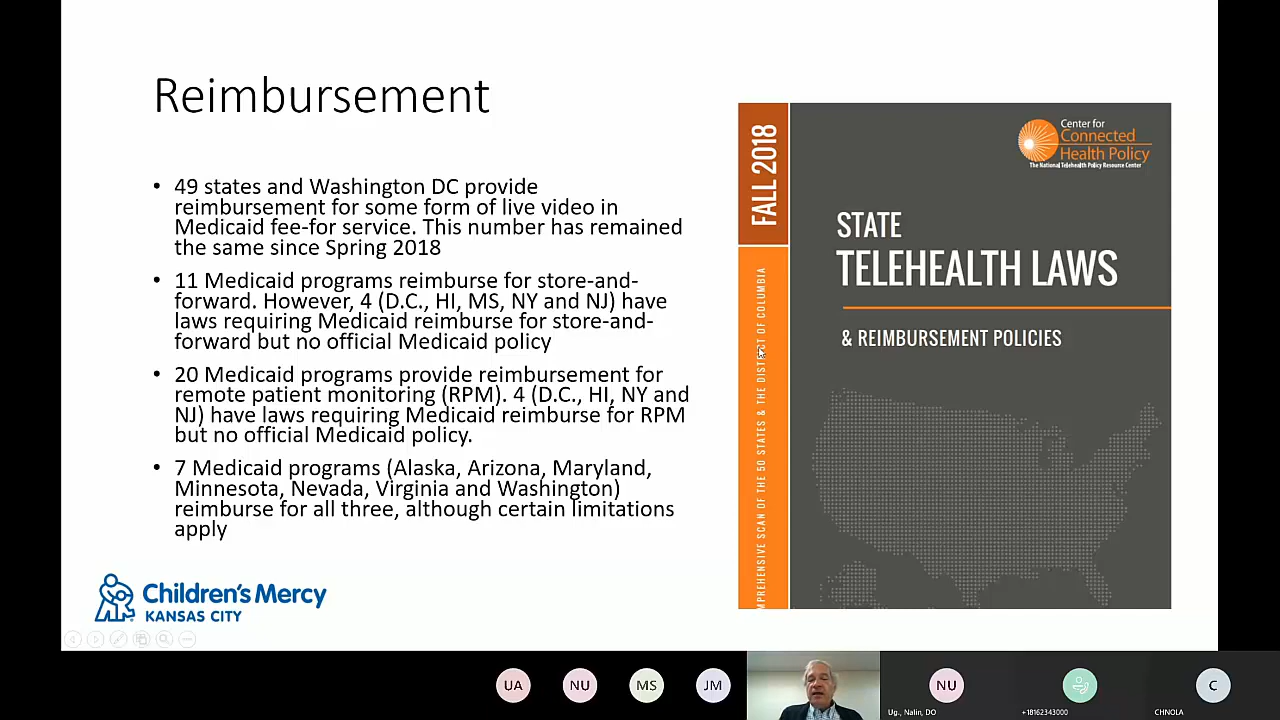 Reimbursement
• 49 states and Washington DC provide
reimbursement for some form of live video in
Medicaid fee-for service. This number has remained
the same since Spring 2018
• 11 Medicaid programs reimburse for store-and-
forward. However, 4 (D.C., HI, MS, NY and NJ) have
laws requiring Medicaid reimburse for store-and-
forward but no official Medicaid policy
• 20 Medicaid programs provide reimbursement for
remote patient monitoring (RPM). 4 (D.C., HI, NY and
NJ) have laws requiring Medicaid reimburse for RPM
but no official Medicaid policy.
• 7 Medicaid programs (Alaska, Arizona, Maryland,
Minnesota, Nevada, Virginia and Washington)
reimburse for all three, although certain limitations
apply
Children's Mercy
KANSAS CITY
FALL 2018
MPREHENSIVE SCAN OF THE 50 STATES & THE DISTRICT OF COLUMBIA
Center for
Connected
Health Policy
The National Telehealth Policy Resource Center
STATE
TELEHEALTH LAWS
& REIMBURSEMENT POLICIES
UA
NU
MS
JM
NU
C
Ug., Nalin, DO
+18162343000
CHNOLA